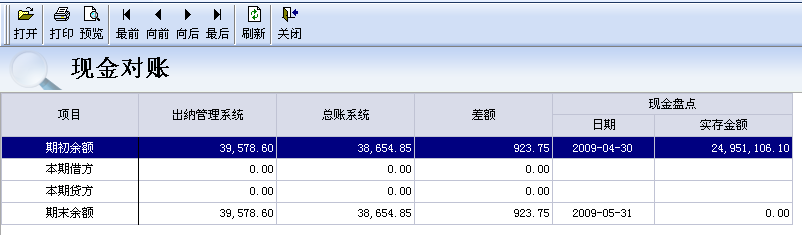 打开 打印 预览 最前 向前 向后 最后 刷新 关闭
现金对账
项目 出纳管理系统 总账系统 差额 现金盘点
日期 实存金额
期初余额 39,578.60 38,654.85 923.75 2009-04-30 24,951,106.10
本期借方 0.00 0.00 0.00
本期贷方 0.00 0.00 0.00
期末余额 39,578.60 38,654.85 923.75 2009-05-31 0.00